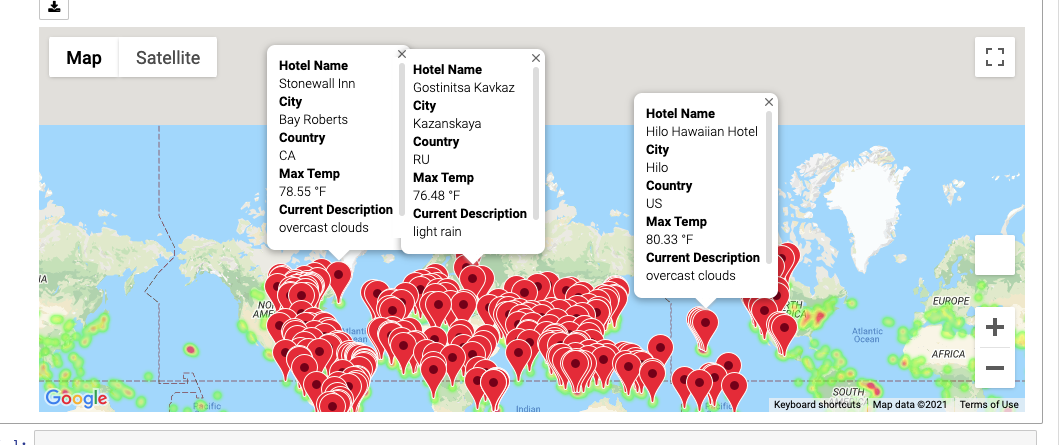 Map
Satellite
Hotel Name
Stonewall Inn
City
Bay Roberts
Country
CA
Max Temp
78.55 °F
Current Description
overcast clouds
Hotel Name
Gostinitsa Kavkaz
City
Kazanskaya
Country
RU
Max Temp
76.48 °F
Current Description
light rain
Hotel Name
Hilo Hawaiian Hotel
City
Hilo
Country
US
Max Temp
80.33 °F
Current Description
overcast clouds
EUROPE
Atlantic
Ocean
AFRICA
SOUTH
Google
Pacific
Indian
Pacific
Keyboard shortcuts
Map data ©2021
Terms of Use